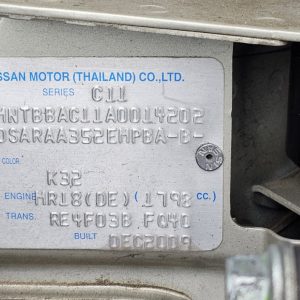 SSAN MOTOR (THAILAND) CO.,LTD.
SERIES C11
MNTBBAC11A0014202
DSARAA352EHPBA-B-
COLOR
K32
ENGINE HR18(DE) (1798 CC.)
TRANS. RE4F03B FQ40
BUILT DEC2009